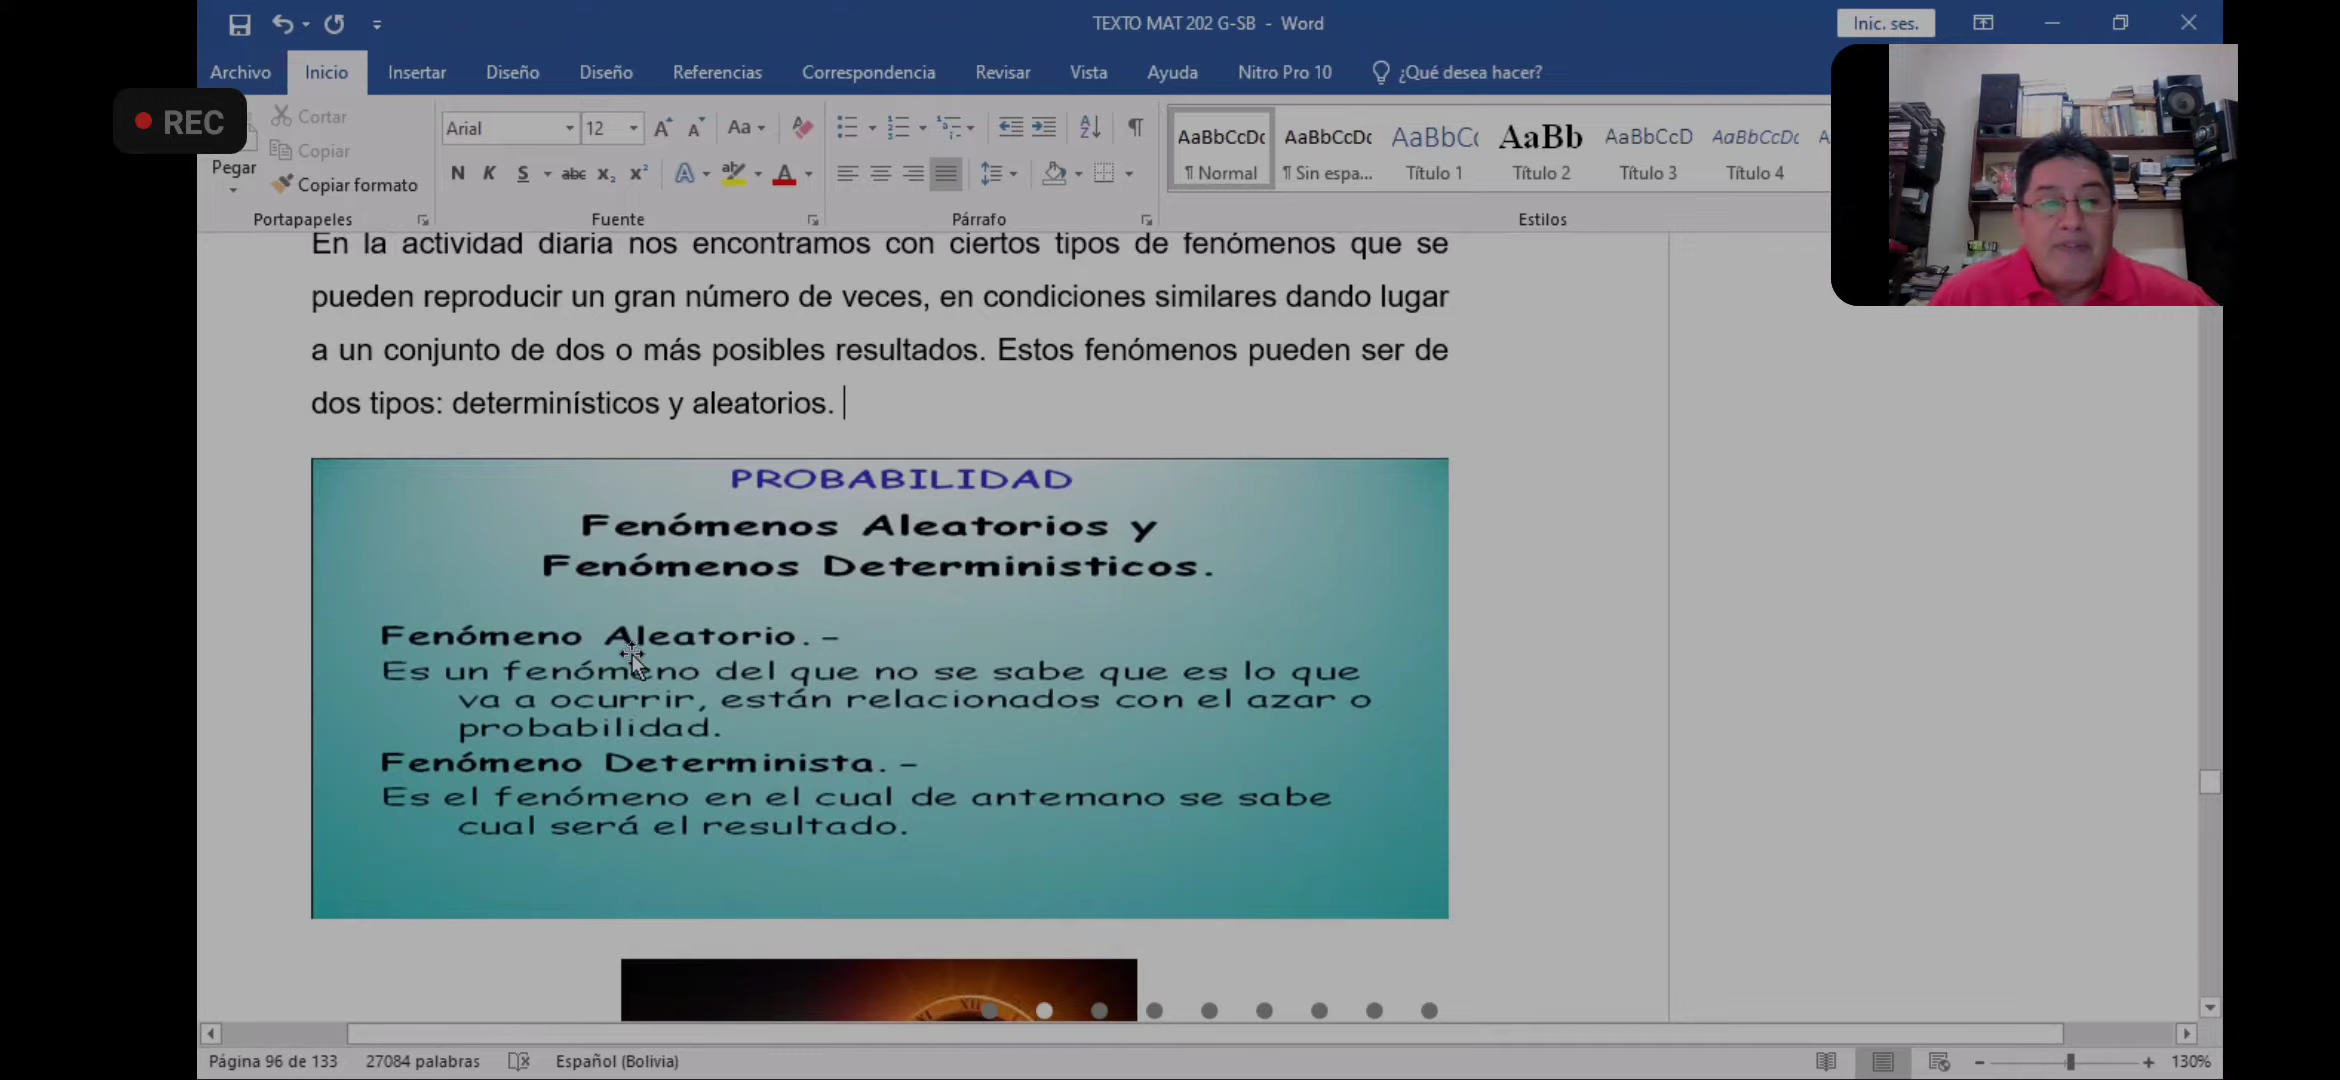 TEXTO MAT 202 G-SB - Word
Inic. ses.
Archivo Inicio Insertar Diseño Diseño Referencias Correspondencia Revisar Vista Ayuda Nitro Pro 10 ¿Qué desea hacer?
REC
Pegar
Cortar
Copiar
Copiar formato
Portapapeles
Arial 12
Aa
N K S abc x₂ x²
A
Fuente
Párrafo
AaBbCcDc AaBbCcDc AaBbC( AaBb AaBbCcD AaBbCcDc
¶ Normal ¶ Sin espa... Título 1 Título 2 Título 3 Título 4
Estilos
En la actividad diaria nos encontramos con ciertos tipos de fenómenos que se
pueden reproducir un gran número de veces, en condiciones similares dando lugar
a un conjunto de dos o más posibles resultados. Estos fenómenos pueden ser de
dos tipos: determinísticos y aleatorios.
PROBABILIDAD
Fenómenos Aleatorios y
Fenómenos Deterministicos.
Fenómeno Aleatorio. –
Es un fenómeno del que no se sabe que es lo que
va a ocurrir, están relacionados con el azar o
probabilidad.
Fenómeno Determinista. –
Es el fenómeno en el cual de antemano se sabe
cual será el resultado.
XII
Página 96 de 133 27084 palabras Español (Bolivia) 130%